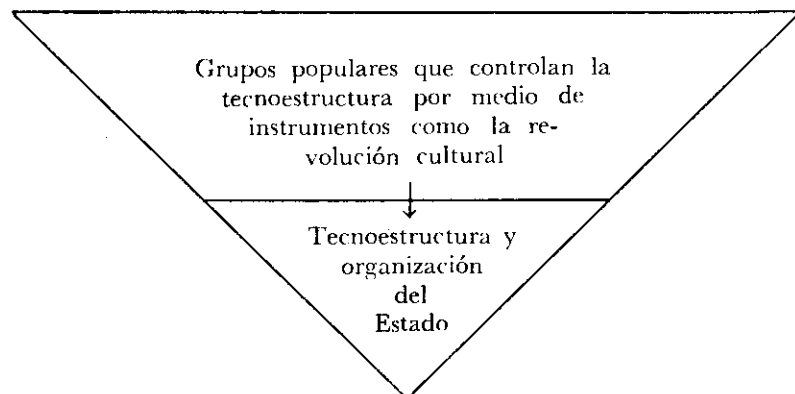 Grupos populares que controlan la
tecnoestructura por medio de
instrumentos como la re-
volución cultural
Tecnoestructura y
organización
del
Estado